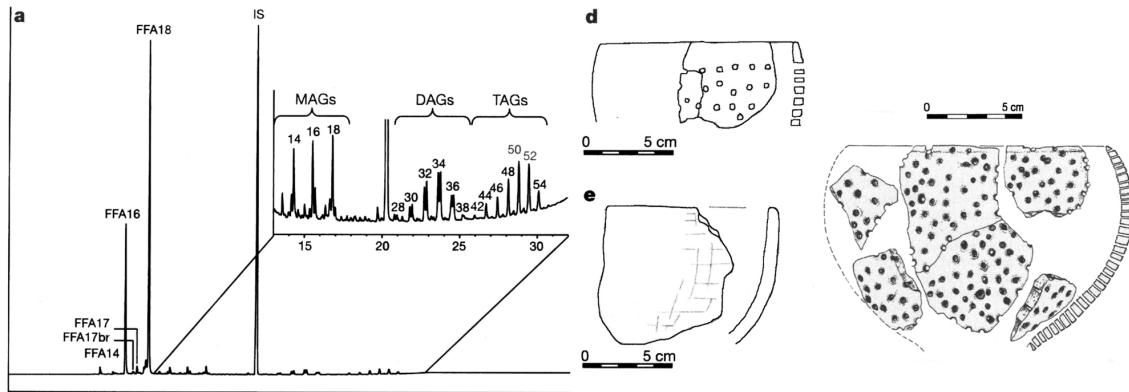 a
IS
FFA18
FFA16
FFA17
FFA17br
FFA14
MAGs
DAGs
TAGs
14
16
18
28
30
32
34
36
38
42
44
46
48
50
52
54
15
20
25
30
d
0 5 cm
e
0 5 cm
0 5 cm